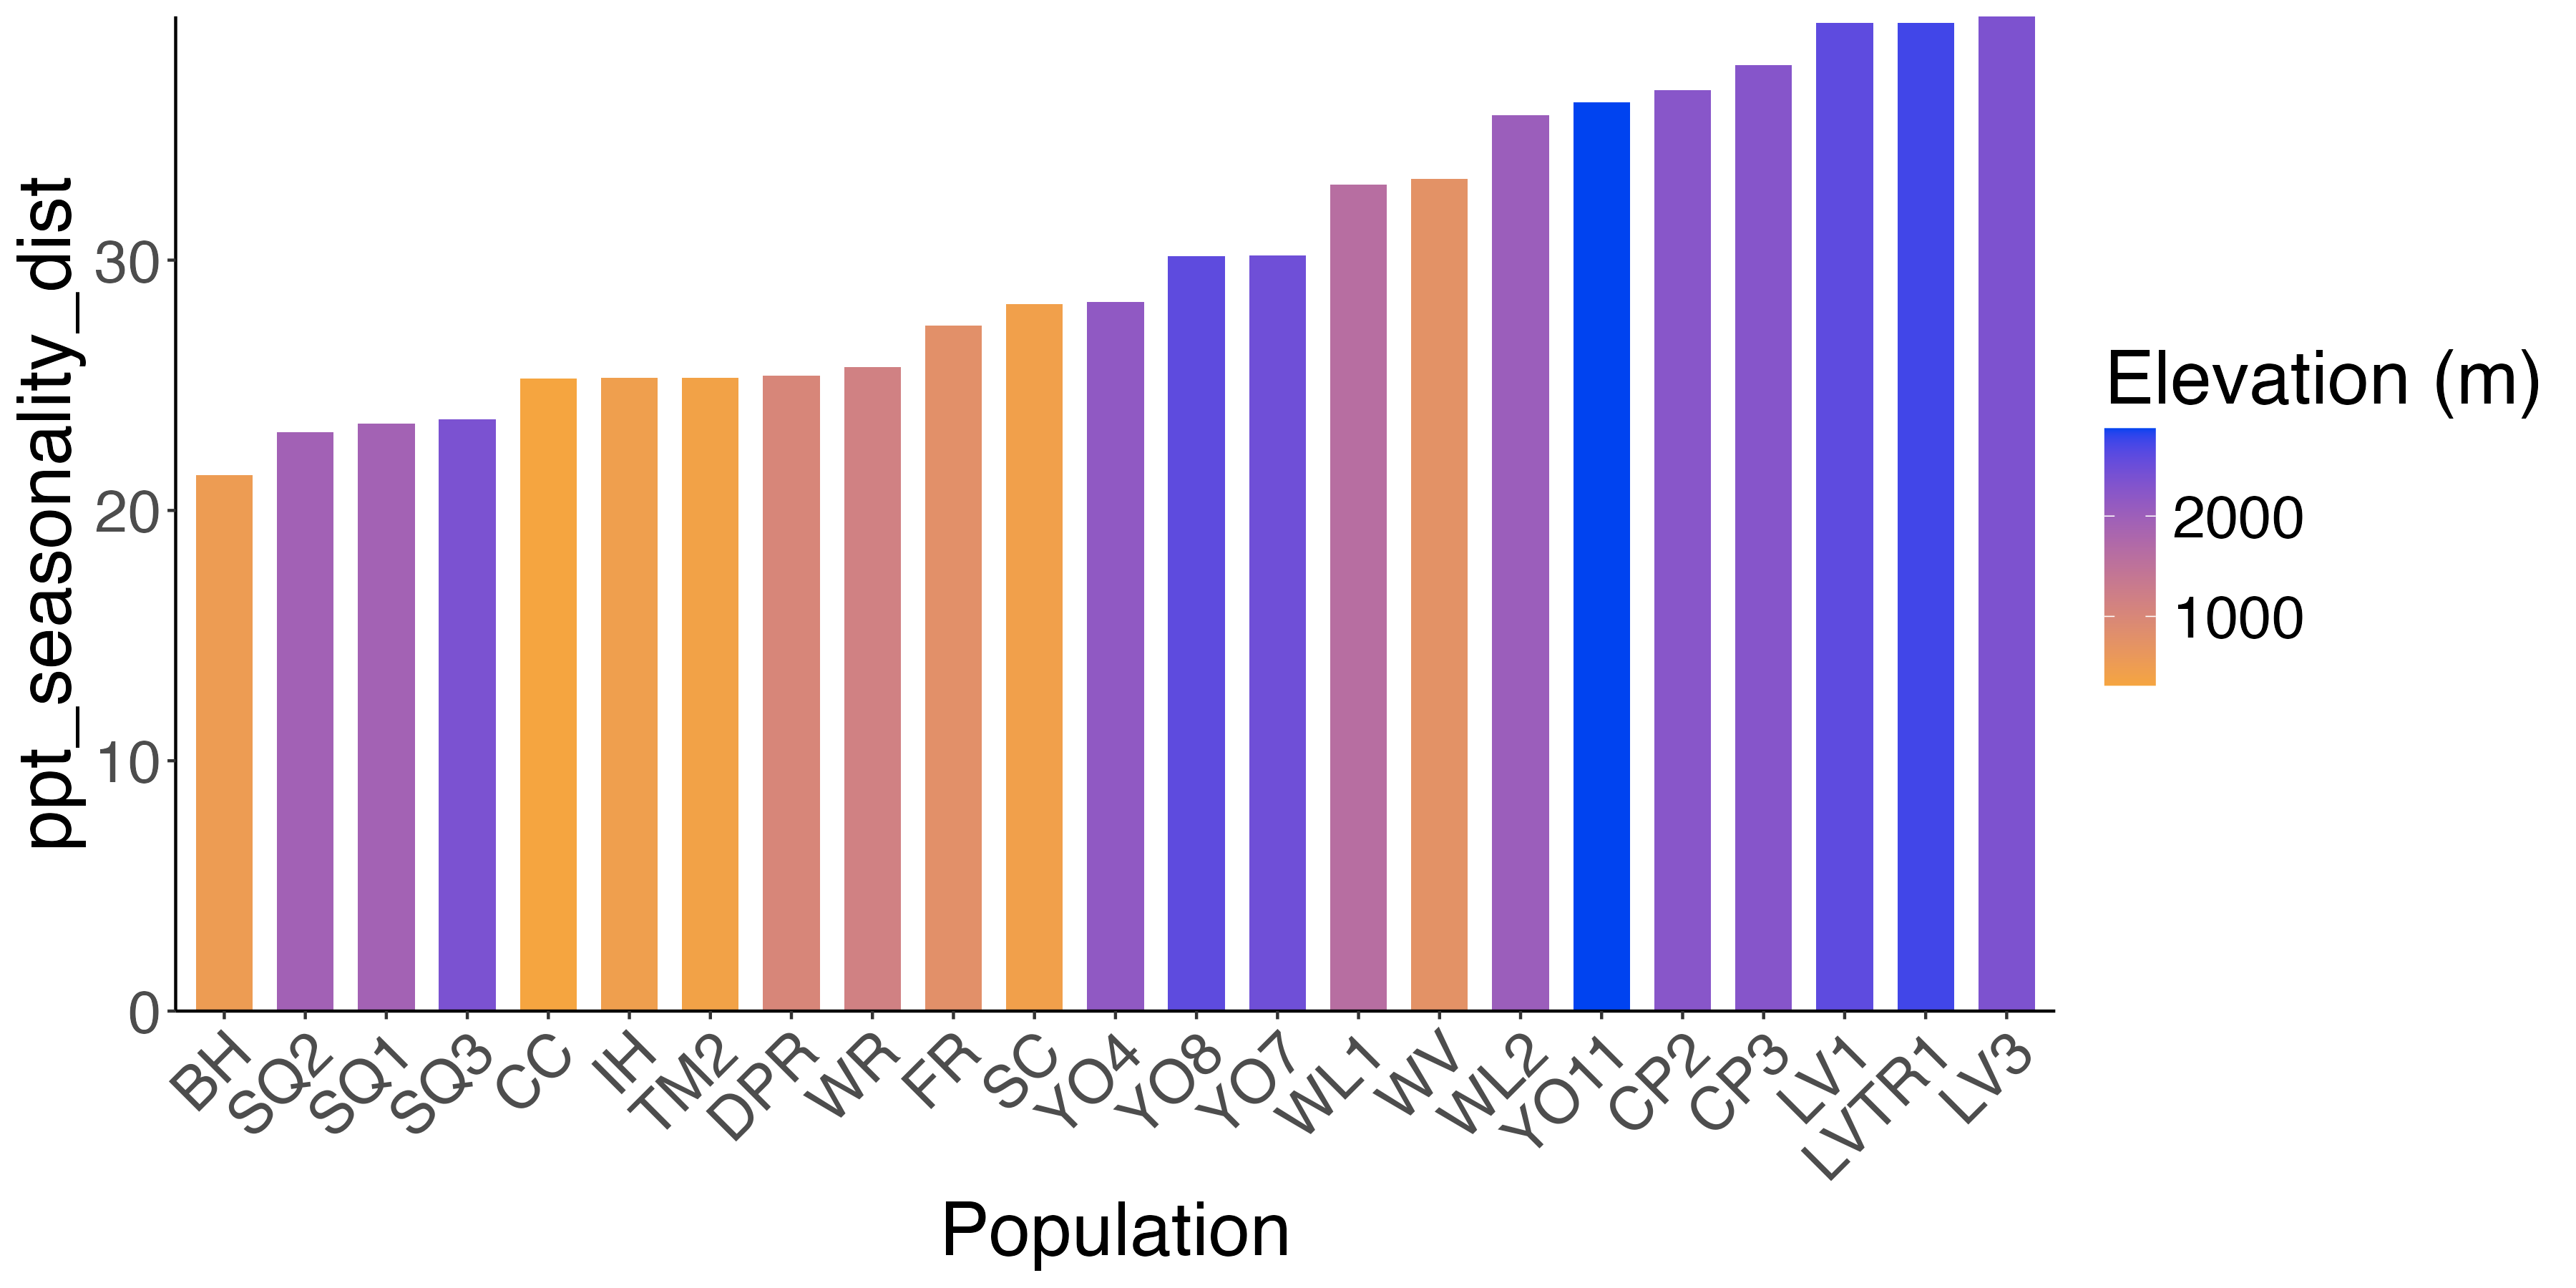 ppt_seasonality_dist
30
20
10
0
BH
SQ2
SQ1
SQ3
CC
IH
TM2
DPR
WR
FR
SC
YO4
YO8
YO7
WL1
WV
WL2
YO11
CP2
CP3
LV1
LVTR1
LV3
Population
Elevation (m)
2000
1000